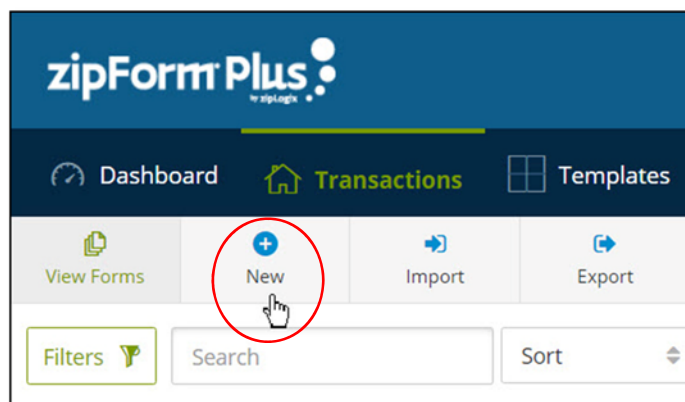 zipForm Plus
by zipLogix
Dashboard Transactions Templates
View Forms New Import Export
Filters Search Sort